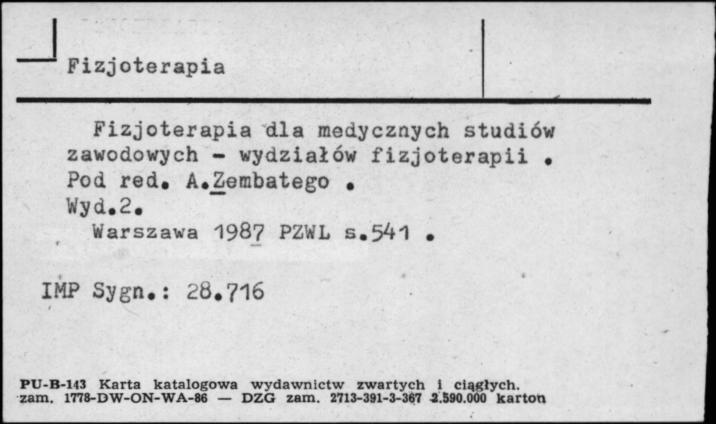 Fizjoterapia
Fizjoterapia dla medycznych studiów
zawodowych - wydziałów fizjoterapii .
Pod red. A.Zembatego .
Wyd.2.
Warszawa 1987 PZWL s.541 .
IMP Sygn.: 28.716
PU-B-143 Karta katalogowa wydawnictw zwartych i ciągłych.
zam. 1778-DW-ON-WA-86 — DZG zam. 2713-391-3-367 2.590.000 karton